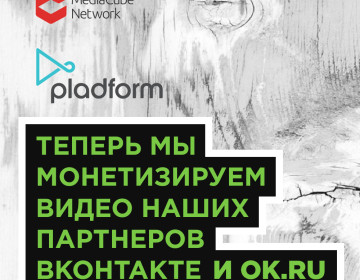 MediaCube
Network
pladform
ТЕПЕРЬ МЫ
МОНЕТИЗИРУЕМ
ВИДЕО НАШИХ
ПАРТНЕРОВ
ВКОНТАКТЕ И OK.RU